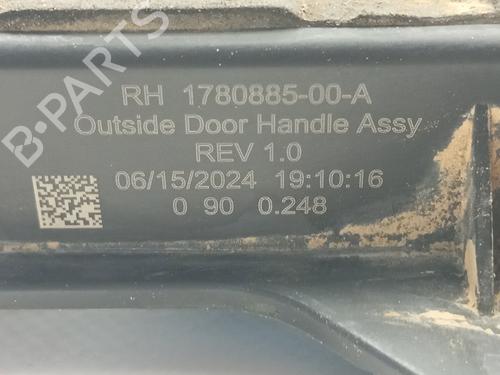 B-PARTS
RH 1780885-00-A
Outside Door Handle Assy
REV 1.0
06/15/2024 19:10:16
0 90 0.248